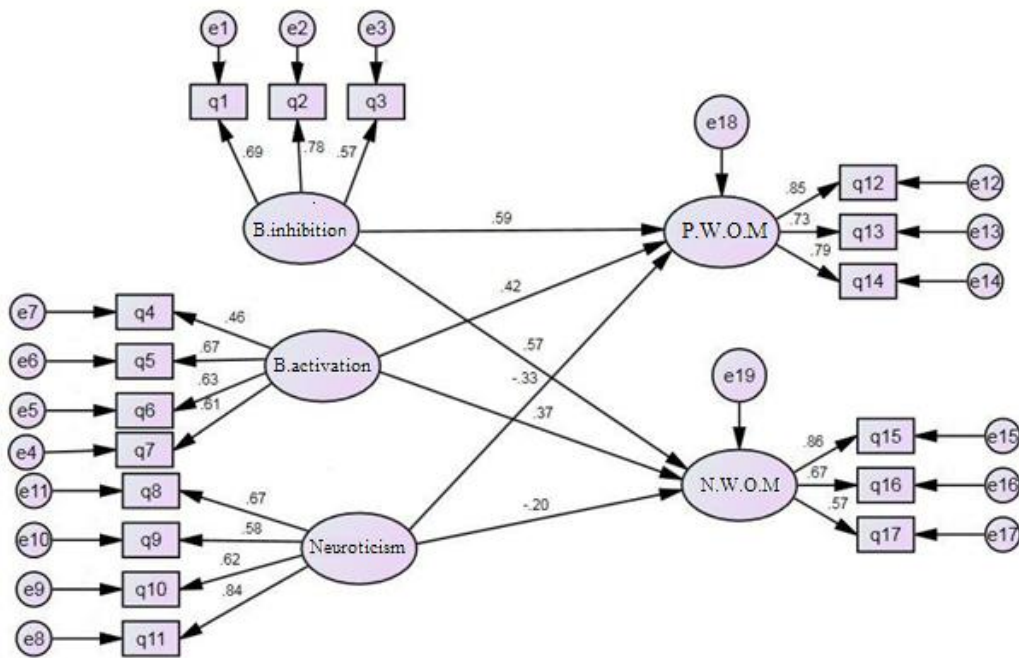 e1
e2
e3
q1
q2
q3
.69
.78
.57
B.inhibition
e18
.59
P.W.O.M
.85
q12
e12
.73
q13
e13
.79
q14
e14
e7
q4
.46
e6
q5
.67
B.activation
.42
.57
-.33
.37
e5
q6
.63
e4
q7
.61
e19
e11
q8
.67
e10
q9
.58
Neuroticism
-.20
N.W.O.M
.86
q15
e15
.67
q16
e16
.57
q17
e17
e9
q10
.62
e8
q11
.84